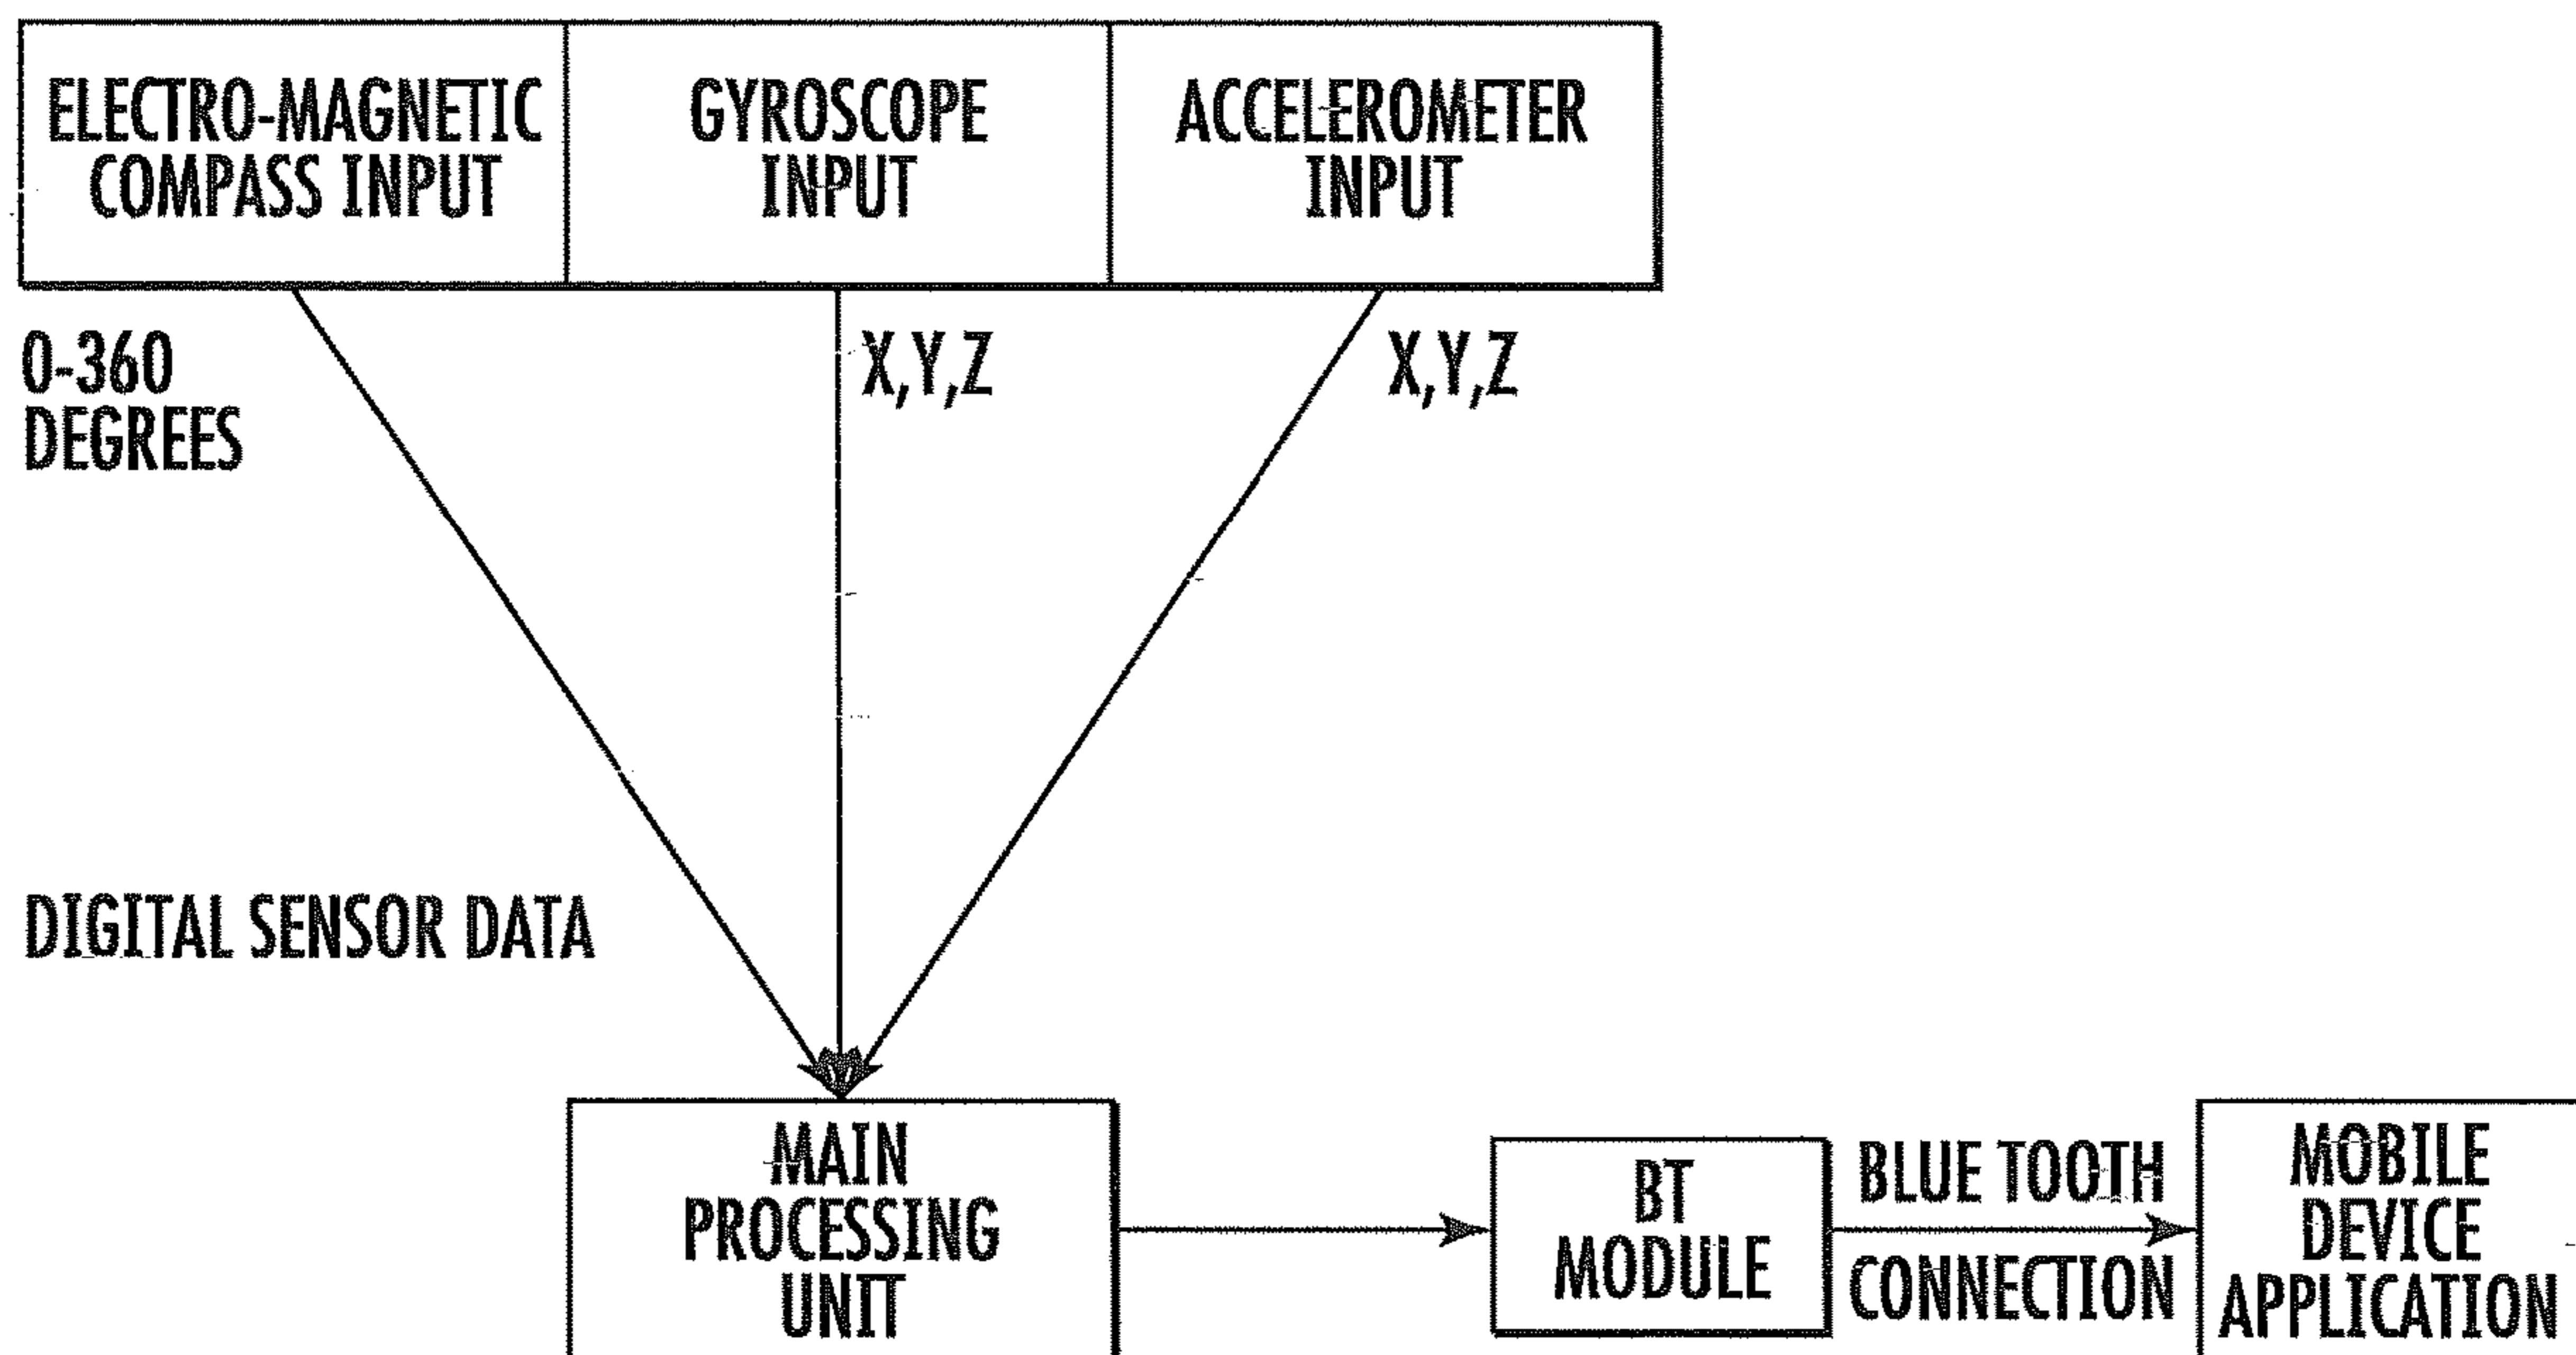 ELECTRO-MAGNETIC
COMPASS INPUT
GYROSCOPE
INPUT
ACCELEROMETER
INPUT
0-360
DEGREES
X,Y,Z
X,Y,Z
DIGITAL SENSOR DATA
MAIN
PROCESSING
UNIT
BT
MODULE
BLUE TOOTH
CONNECTION
MOBILE
DEVICE
APPLICATION